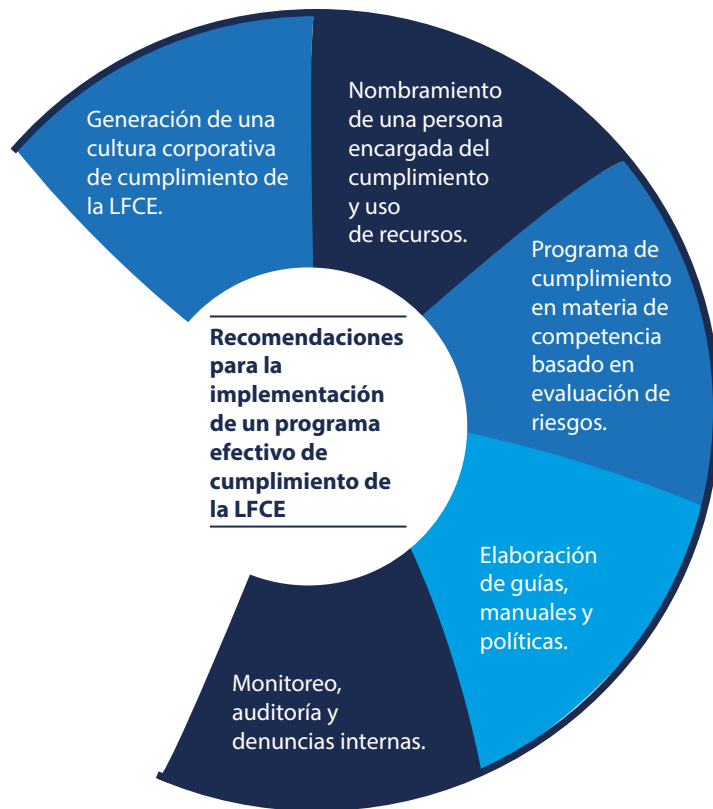 Generación de una
cultura corporativa
de cumplimiento de
la LFCE.
Nombramiento
de una persona
encargada del
cumplimiento
y uso
de recursos.
Programa de
cumplimiento
en materia de
competencia
basado en
evaluación de
riesgos.
Elaboración
de guías,
manuales y
políticas.
Monitoreo,
auditoría y
denuncias internas.
Recomendaciones
para la
implementación
de un programa
efectivo de
cumplimiento de
la LFCE